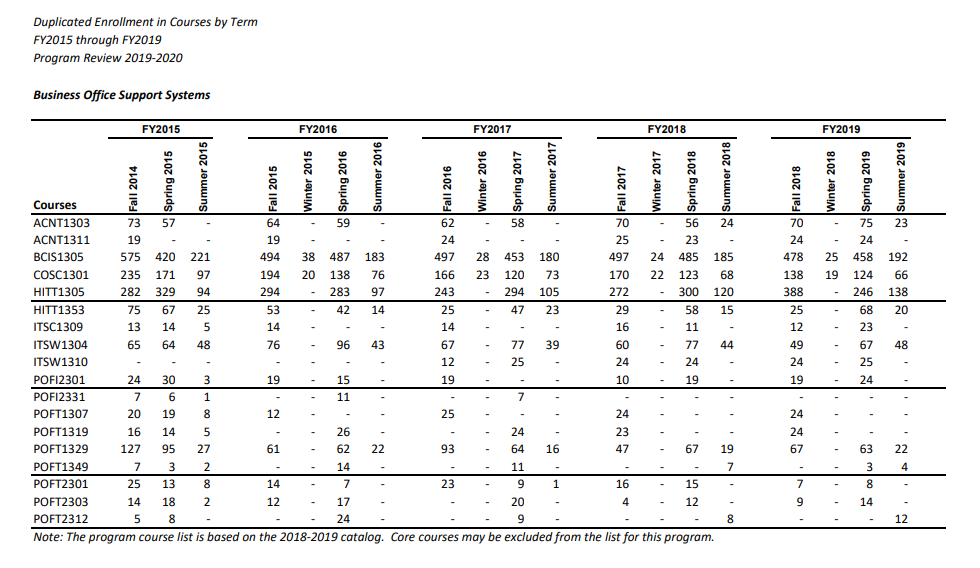 Duplicated Enrollment in Courses by Term
FY2015 through FY2019
Program Review 2019-2020
Business Office Support Systems
FY2015 FY2016 FY2017 FY2018 FY2019
Courses Fall 2014 Spring 2015 Summer 2015 Fall 2015 Winter 2015 Spring 2016 Summer 2016 Fall 2016 Winter 2016 Spring 2017 Summer 2017 Fall 2017 Winter 2017 Spring 2018 Summer 2018 Fall 2018 Winter 2018 Spring 2019 Summer 2019
ACNT1303 73 57 - 64 - 59 - 62 - 58 - 70 - 56 24 70 - 75 23
ACNT1311 19 - - 19 - - - 24 - - - 25 - 23 - 24 - 24 -
BCIS1305 575 420 221 494 38 487 183 497 28 453 180 497 24 485 185 478 25 458 192
COSC1301 235 171 97 194 20 138 76 166 23 120 73 170 22 123 68 138 19 124 66
HITT1305 282 329 94 294 - 283 97 243 - 294 105 272 - 300 120 388 - 246 138
HITT1353 75 67 25 53 - 42 14 25 - 47 23 29 - 58 15 25 - 68 20
ITSC1309 13 14 5 14 - - - 14 - - - 16 - 11 - 12 - 23 -
ITSW1304 65 64 48 76 - 96 43 67 - 77 39 60 - 77 44 49 - 67 48
ITSW1310 - - - - - - - 12 - 25 - 24 - 24 - 24 - 25 -
POFI2301 24 30 3 19 - 15 - 19 - - - 10 - 19 - 19 - 24 -
POFI2331 7 6 1 - - 11 - - - 7 - - - - - - - - -
POFT1307 20 19 8 12 - - - 25 - - - 24 - - - 24 - - -
POFT1319 16 14 5 - - 26 - - - 24 - 23 - - - 24 - - -
POFT1329 127 95 27 61 - 62 22 93 - 64 16 47 - 67 19 67 - 63 22
POFT1349 7 3 2 - - 14 - - - 11 - - - - 7 - - 3 4
POFT2301 25 13 8 14 - 7 - 23 - 9 1 16 - 15 - 7 - 8 -
POFT2303 14 18 2 12 - 17 - - - 20 - 4 - 12 - 9 - 14 -
POFT2312 5 8 - - - 24 - - - 9 - - - - 8 - - - 12
Note: The program course list is based on the 2018-2019 catalog. Core courses may be excluded from the list for this program.